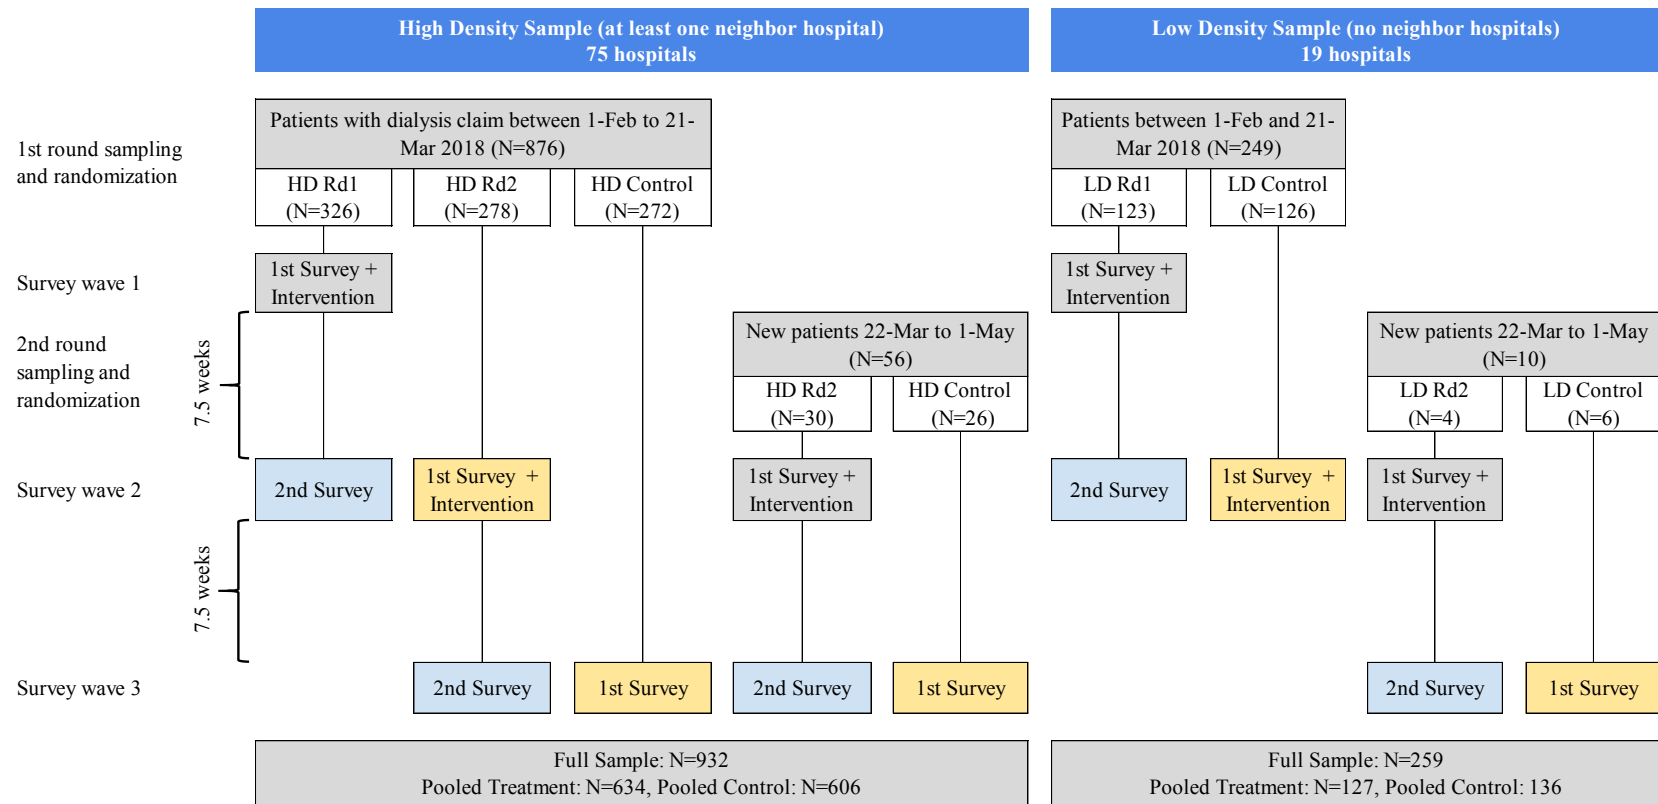 High Density Sample (at least one neighbor hospital)
75 hospitals
Low Density Sample (no neighbor hospitals)
19 hospitals
1st round sampling
and randomization
Patients with dialysis claim between 1-Feb to 21-
Mar 2018 (N=876)
HD Rd1
(N=326)
HD Rd2
(N=278)
HD Control
(N=272)
Patients between 1-Feb and 21-
Mar 2018 (N=249)
LD Rd1
(N=123)
LD Control
(N=126)
Survey wave 1
1st Survey +
Intervention
1st Survey +
Intervention
2nd round
sampling and
randomization
7.5 weeks
New patients 22-Mar to 1-May
(N=56)
HD Rd2
(N=30)
HD Control
(N=26)
New patients 22-Mar to 1-May
(N=10)
LD Rd2
(N=4)
LD Control
(N=6)
Survey wave 2
2nd Survey
1st Survey +
Intervention
1st Survey +
Intervention
2nd Survey
1st Survey +
Intervention
1st Survey +
Intervention
7.5 weeks
Survey wave 3
2nd Survey
1st Survey
2nd Survey
1st Survey
2nd Survey
1st Survey
Full Sample: N=932
Pooled Treatment: N=634, Pooled Control: N=606
Full Sample: N=259
Pooled Treatment: N=127, Pooled Control: 136